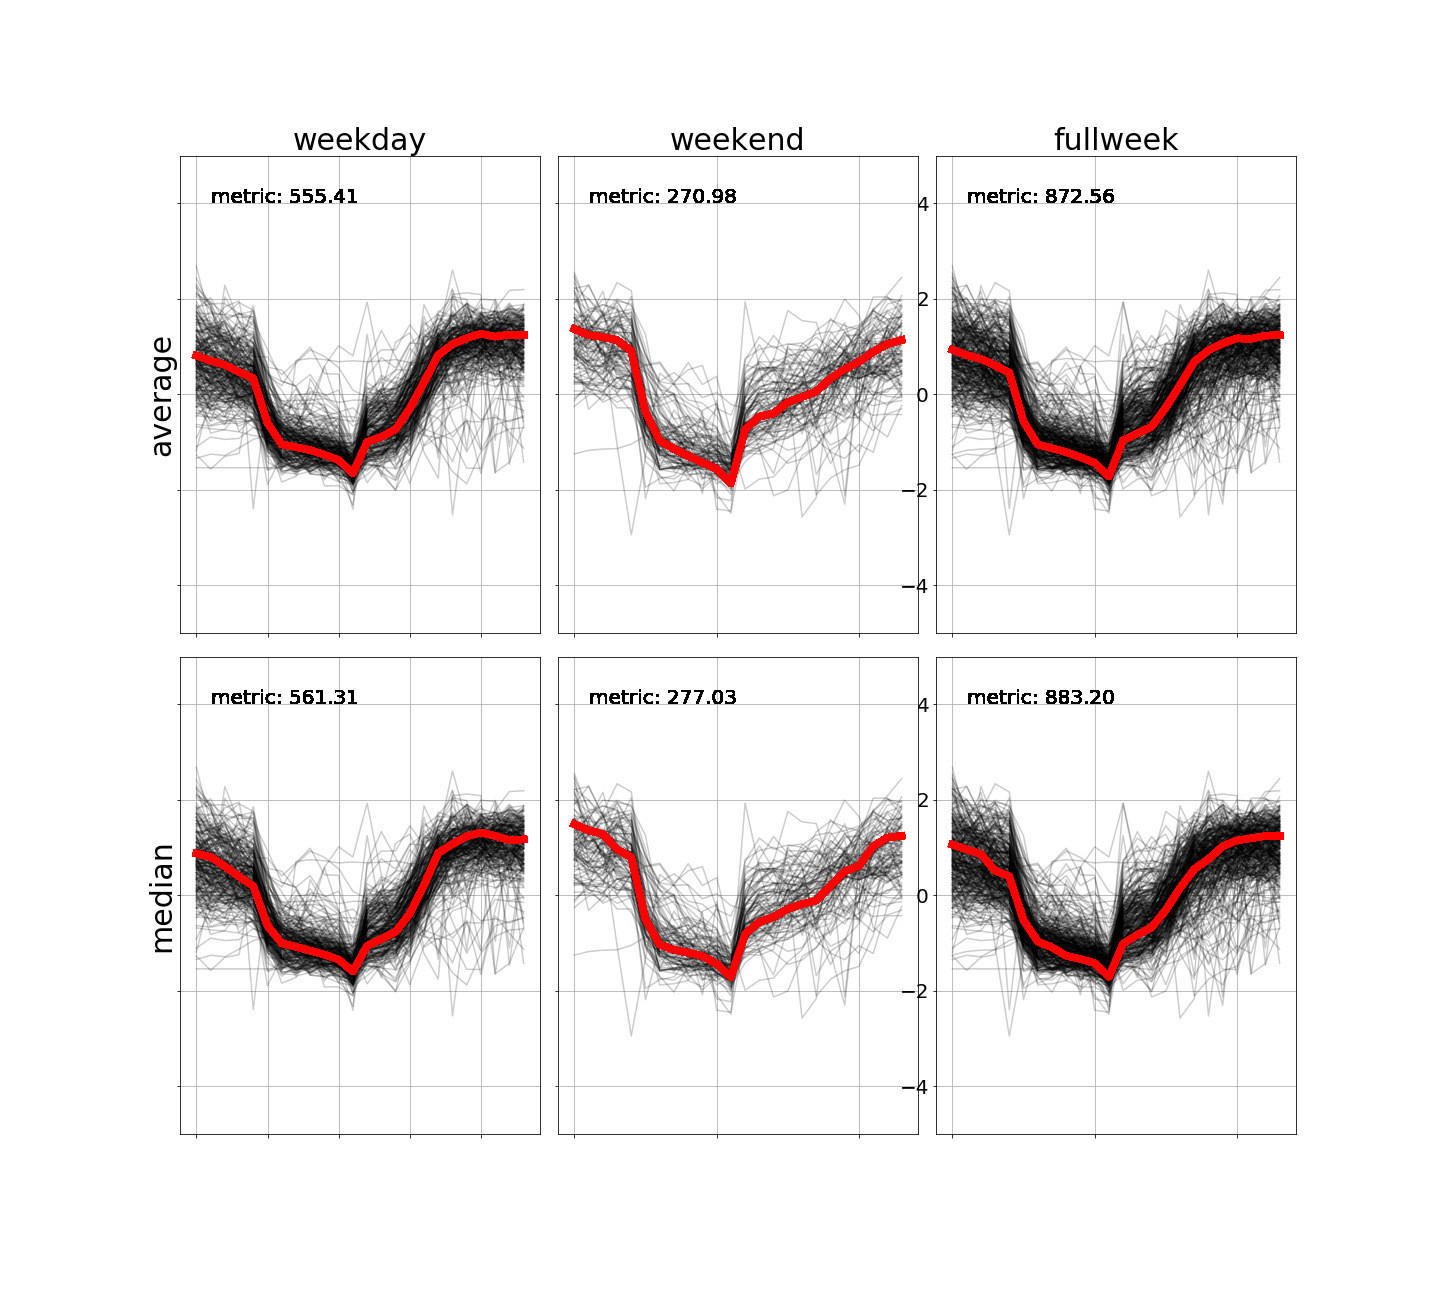 weekday weekend fullweek
metric: 555.41 metric: 270.98 metric: 872.56
4
2
average
0
−2
−4
metric: 561.31 metric: 277.03 metric: 883.20
4
2
median
0
−2
−4